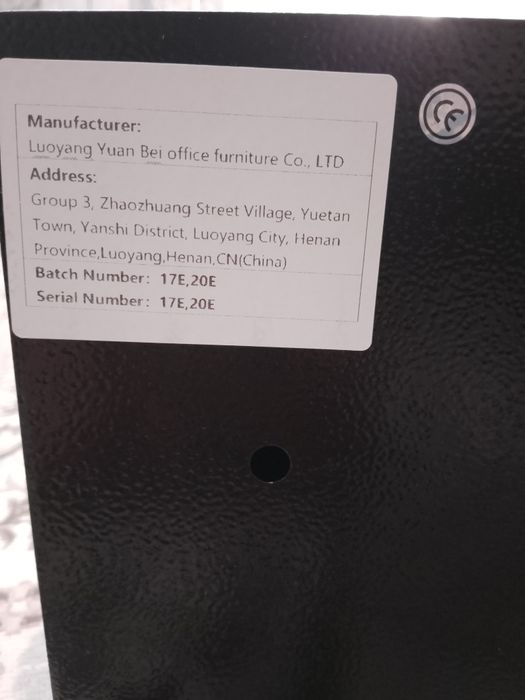 Manufacturer:
Luoyang Yuan Bei office furniture Co., LTD
Address:
Group 3, Zhaozhuang Street Village, Yuetan
Town, Yanshi District, Luoyang City, Henan
Province,Luoyang,Henan,CN(China)
Batch Number: 17E,20E
Serial Number: 17E,20E
CE